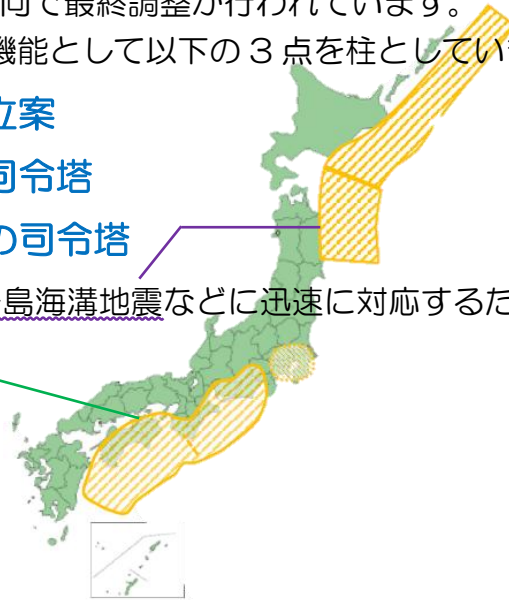 向で最終調整が行われています。
機能として以下の3点を柱としてい
立案
司令塔
の司令塔
島海溝地震などに迅速に対応するた